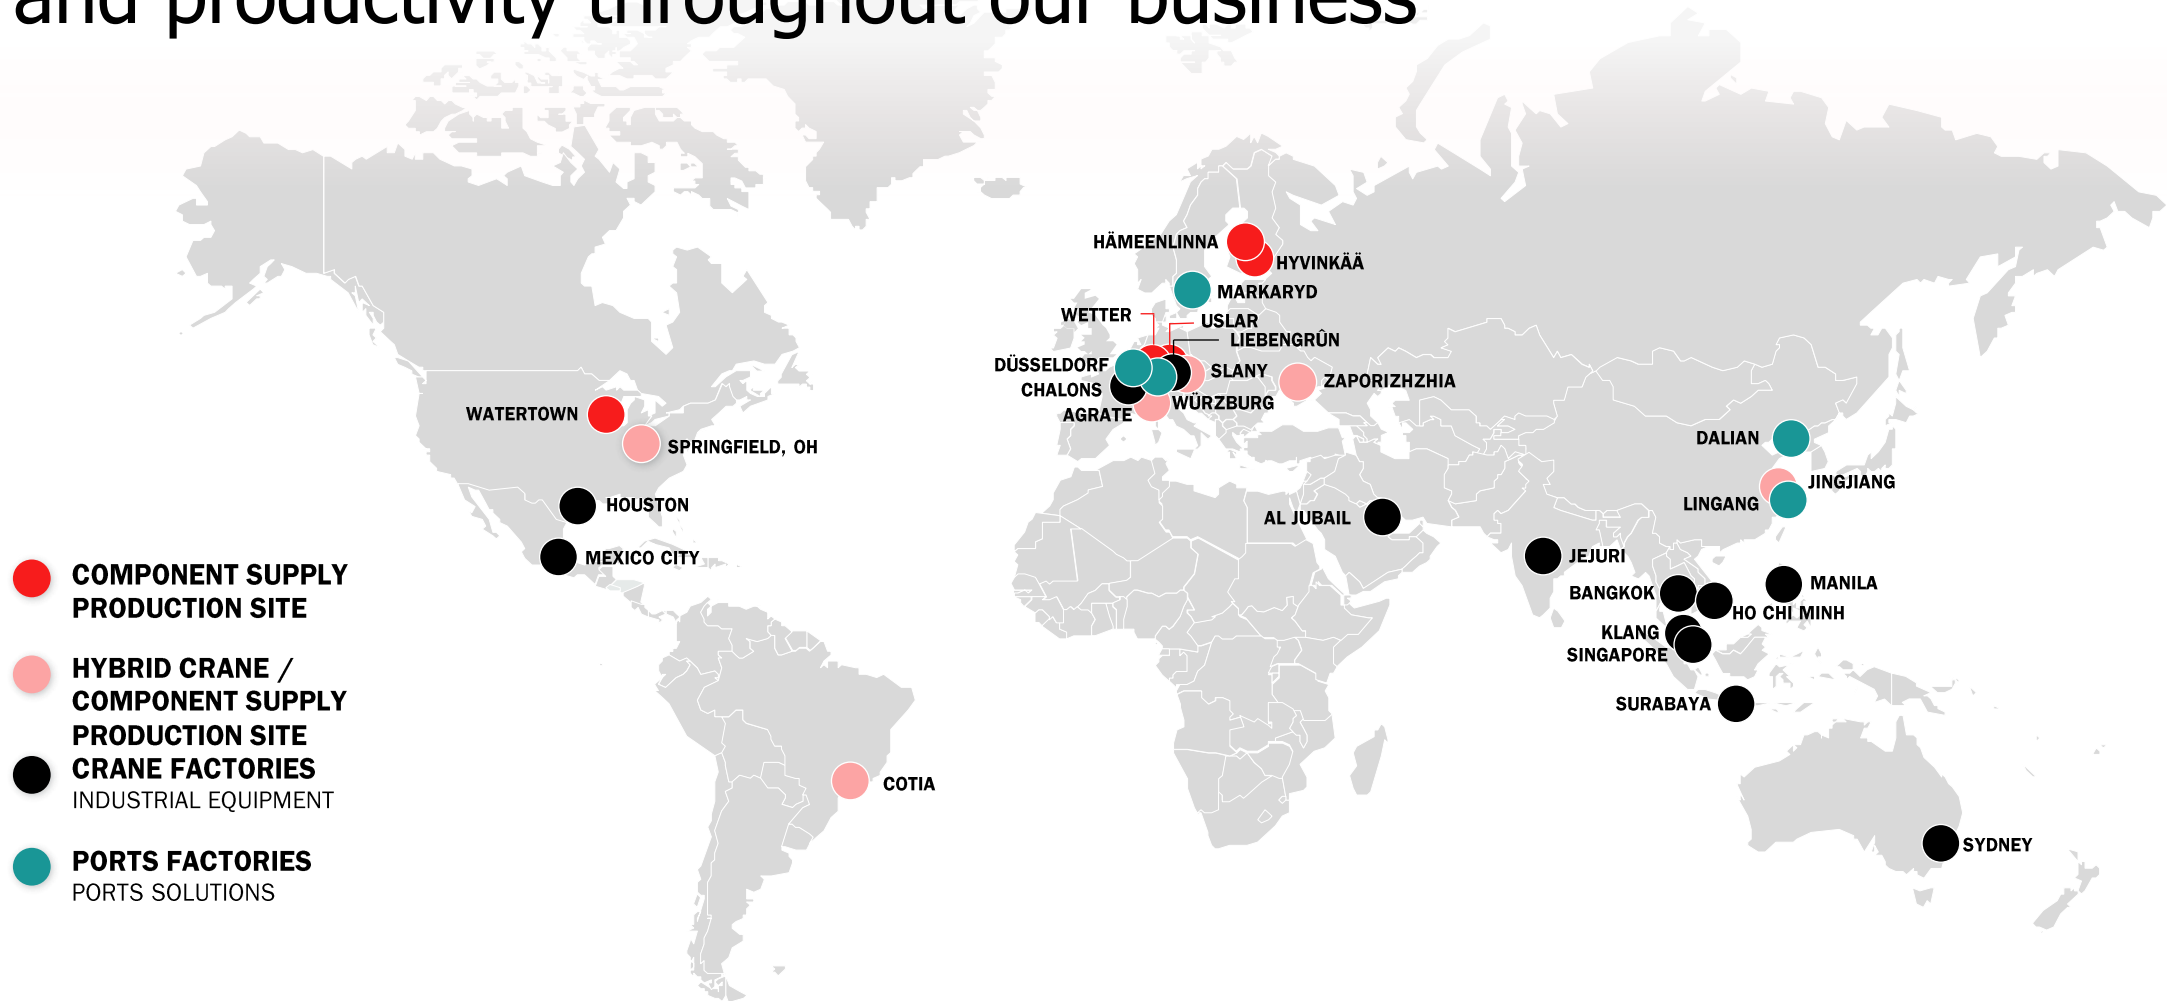 and productivity throughout our business
HÄMEENLINNA
HYVINKÄÄ
MARKARYD
WETTER
USLAR
LIEBENGRÛN
DÜSSELDORF
SLANY
ZAPORIZHZHIA
CHALONS
AGRATE
WÜRZBURG
WATERTOWN
SPRINGFIELD, OH
HOUSTON
MEXICO CITY
DALIAN
JINGJIANG
LINGANG
AL JUBAIL
JEJURI
BANGKOK
MANILA
HO CHI MINH
KLANG
SINGAPORE
SURABAYA
COTIA
SYDNEY
COMPONENT SUPPLY
PRODUCTION SITE
HYBRID CRANE /
COMPONENT SUPPLY
PRODUCTION SITE
CRANE FACTORIES
INDUSTRIAL EQUIPMENT
PORTS FACTORIES
PORTS SOLUTIONS